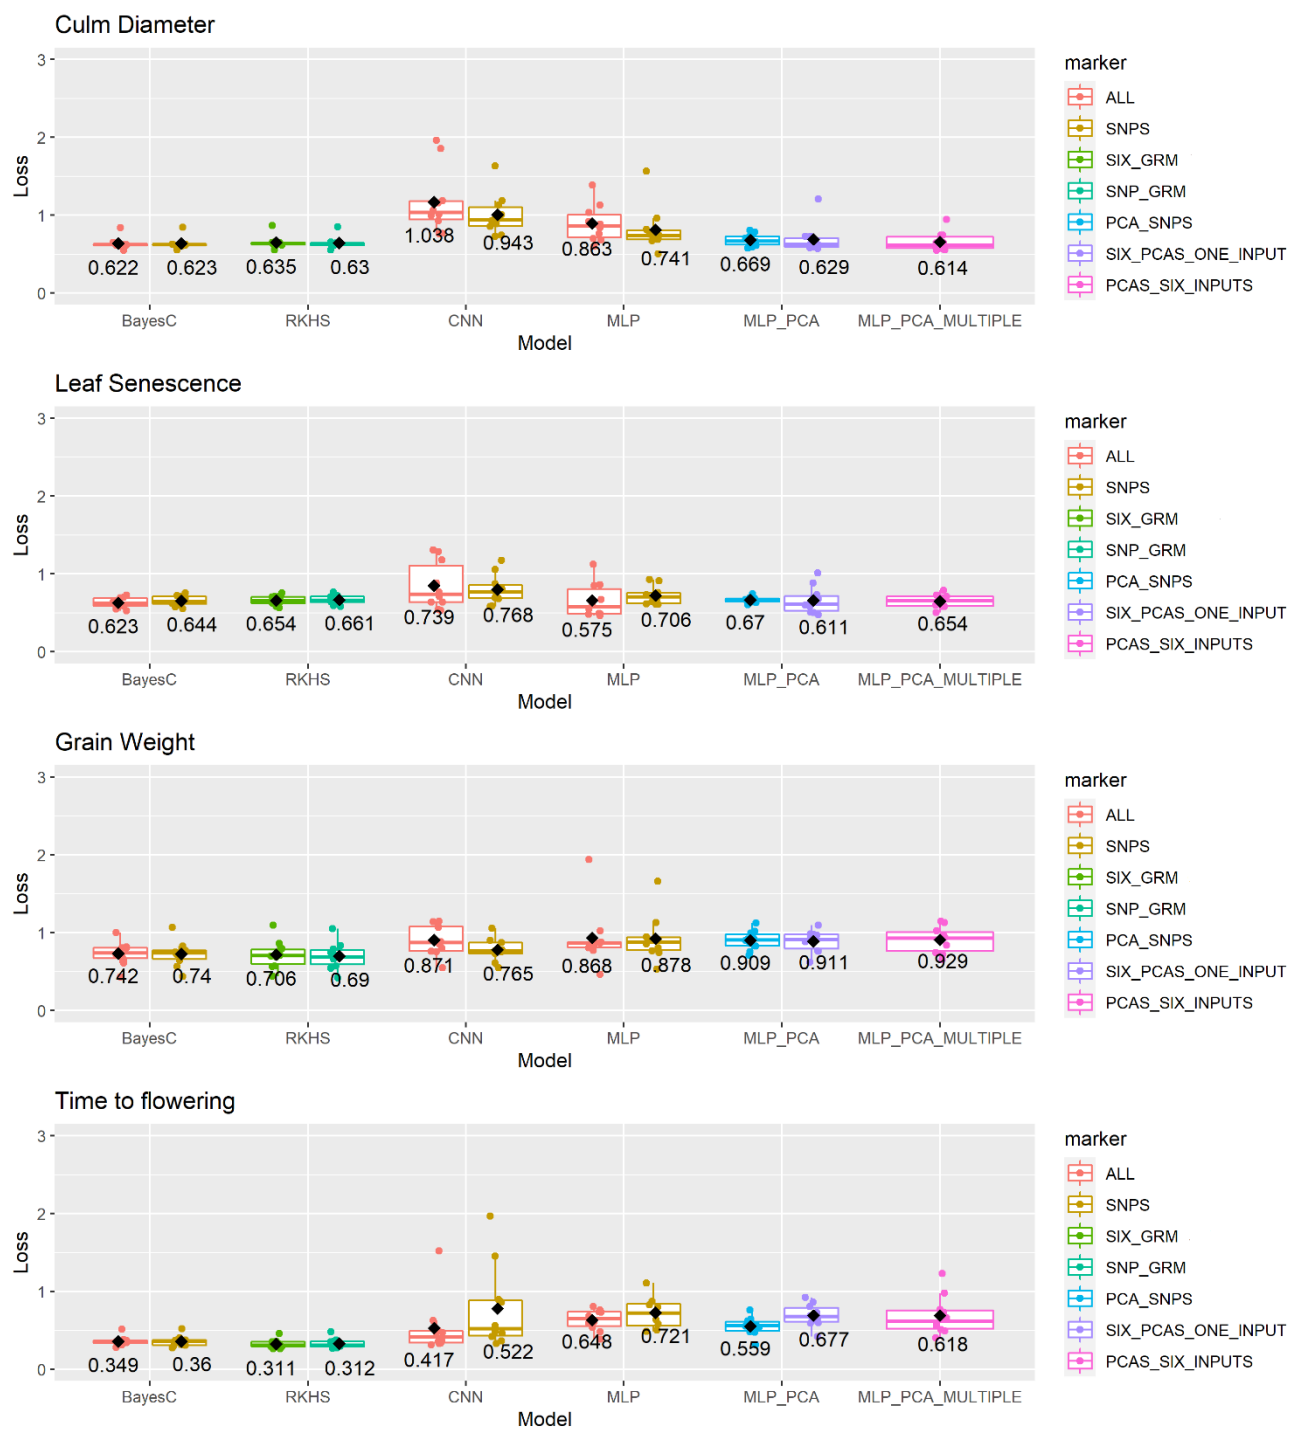 Culm Diameter
3
2
1
0
Loss
1.038
0.943
0.863
0.741
0.622
0.623
0.635
0.63
0.669
0.629
0.614
BayesC
RKHS
CNN
MLP
MLP_PCA
MLP_PCA_MULTIPLE
Model
marker
ALL
SNPS
SIX_GRM
SNP_GRM
PCA_SNPS
SIX_PCAS_ONE_INPUT
PCAS_SIX_INPUTS
Leaf Senescence
3
2
1
0
Loss
0.623
0.644
0.654
0.661
0.739
0.768
0.575
0.706
0.67
0.611
0.654
BayesC
RKHS
CNN
MLP
MLP_PCA
MLP_PCA_MULTIPLE
Model
marker
ALL
SNPS
SIX_GRM
SNP_GRM
PCA_SNPS
SIX_PCAS_ONE_INPUT
PCAS_SIX_INPUTS
Grain Weight
3
2
1
0
Loss
0.742
0.74
0.706
0.69
0.871
0.765
0.868
0.878
0.909
0.911
0.929
BayesC
RKHS
CNN
MLP
MLP_PCA
MLP_PCA_MULTIPLE
Model
marker
ALL
SNPS
SIX_GRM
SNP_GRM
PCA_SNPS
SIX_PCAS_ONE_INPUT
PCAS_SIX_INPUTS
Time to flowering
3
2
1
0
Loss
0.349
0.36
0.311
0.312
0.417
0.522
0.648
0.721
0.559
0.677
0.618
BayesC
RKHS
CNN
MLP
MLP_PCA
MLP_PCA_MULTIPLE
Model
marker
ALL
SNPS
SIX_GRM
SNP_GRM
PCA_SNPS
SIX_PCAS_ONE_INPUT
PCAS_SIX_INPUTS